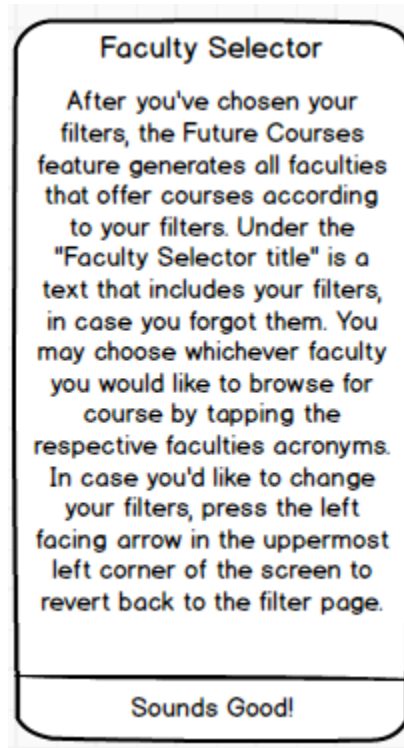 Faculty Selector
After you've chosen your
filters, the Future Courses
feature generates all faculties
that offer courses according
to your filters. Under the
"Faculty Selector title" is a
text that includes your filters,
in case you forgot them. You
may choose whichever faculty
you would like to browse for
course by tapping the
respective faculties acronyms.
In case you'd like to change
your filters, press the left
facing arrow in the uppermost
left corner of the screen to
revert back to the filter page.
Sounds Good!